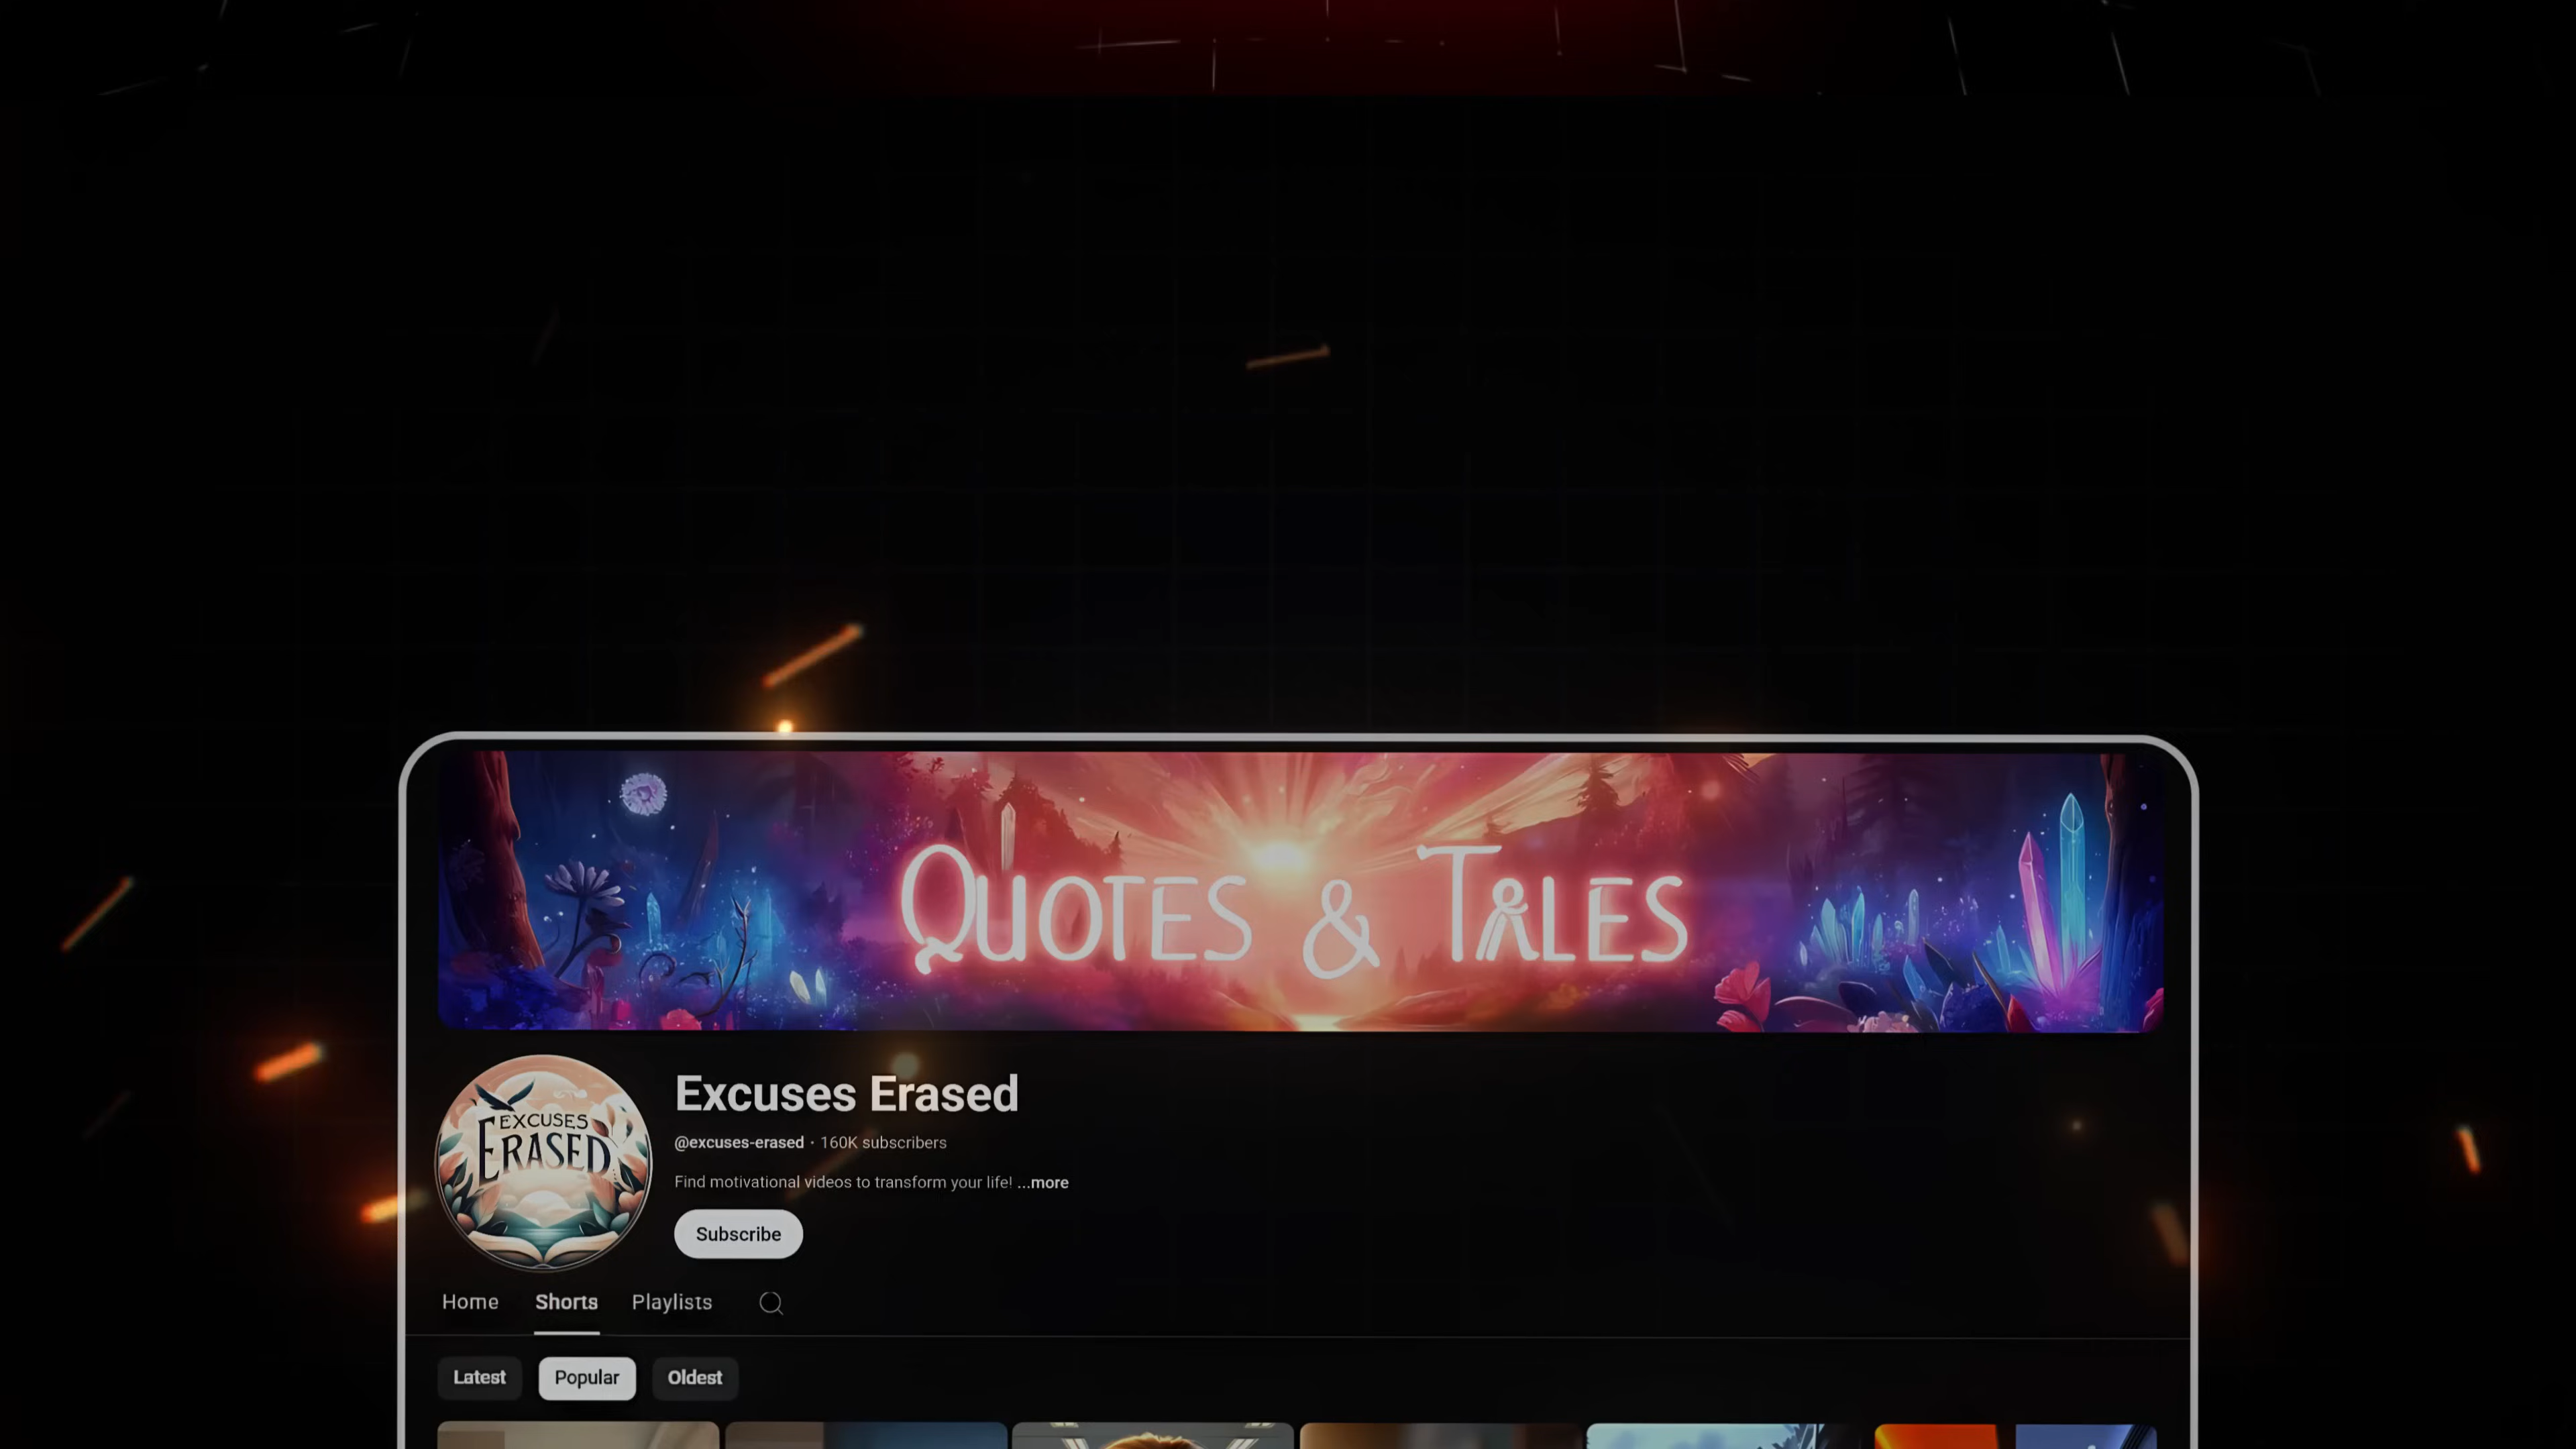 QUOTES & TALES
EXCUSES
ERASED
Excuses Erased
@excuses-erased · 160K subscribers
Find motivational videos to transform your life! ...more
Subscribe
Home Shorts Playlists
Latest Popular Oldest